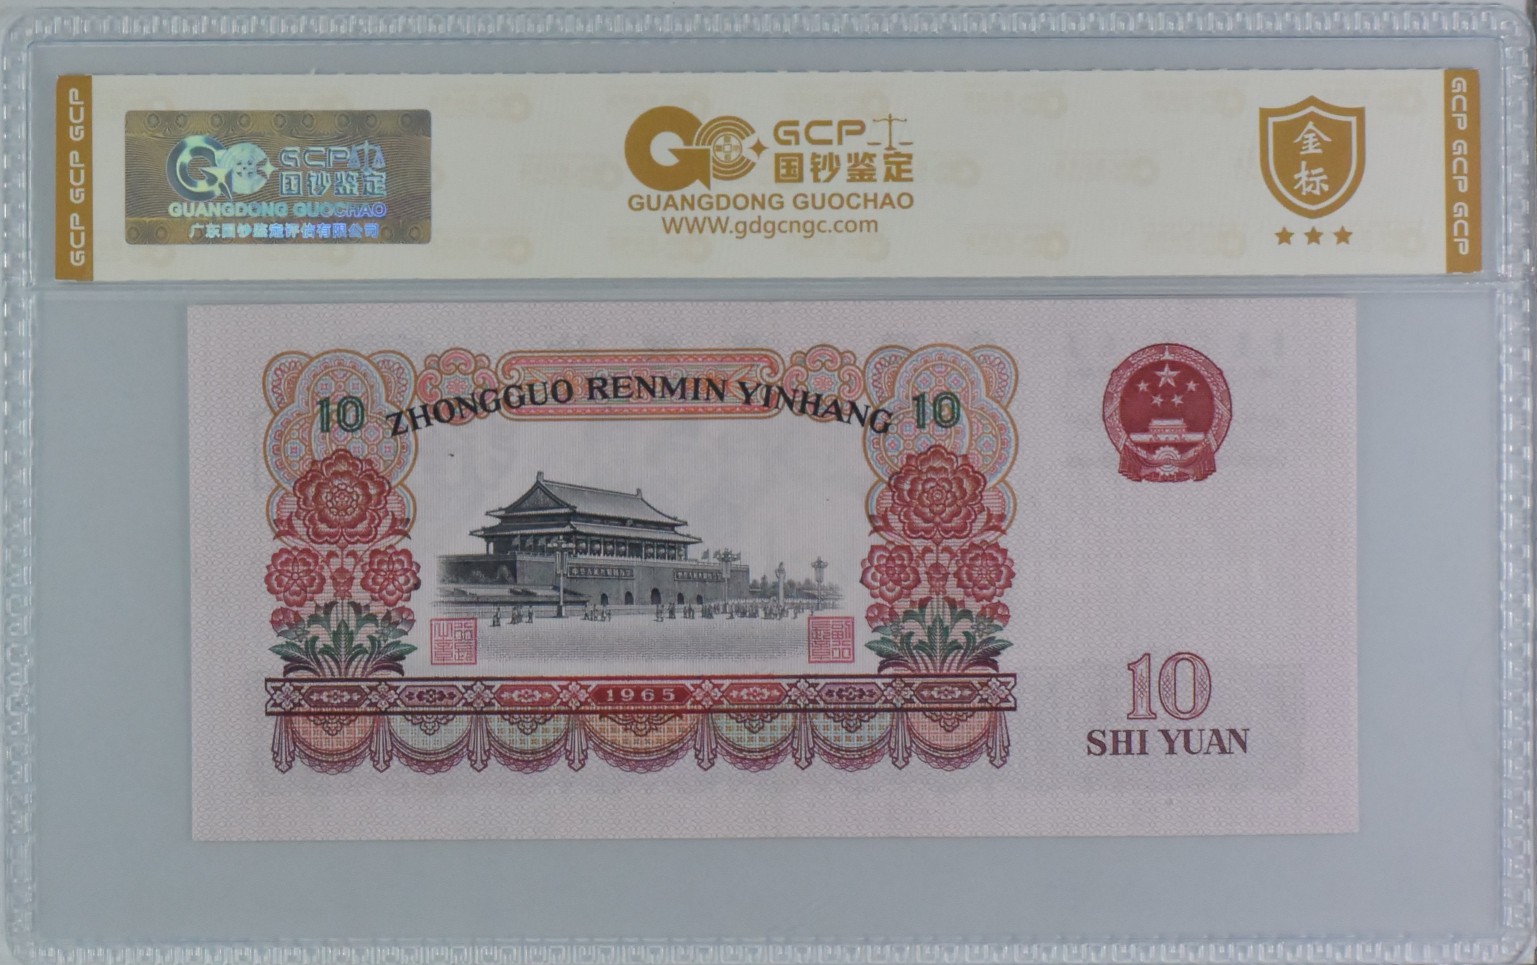 GCP GCP GCP
GCP
国钞鉴定
GUANGDONG GUOCHAO
广东国钞鉴定评估有限公司
GCP
国钞鉴定
GUANGDONG GUOCHAO
WWW.gdgcngc.com
金标
GCP GCP GCP
10 ZHONGGUO RENMIN YINHANG 10
1965
10
SHI YUAN